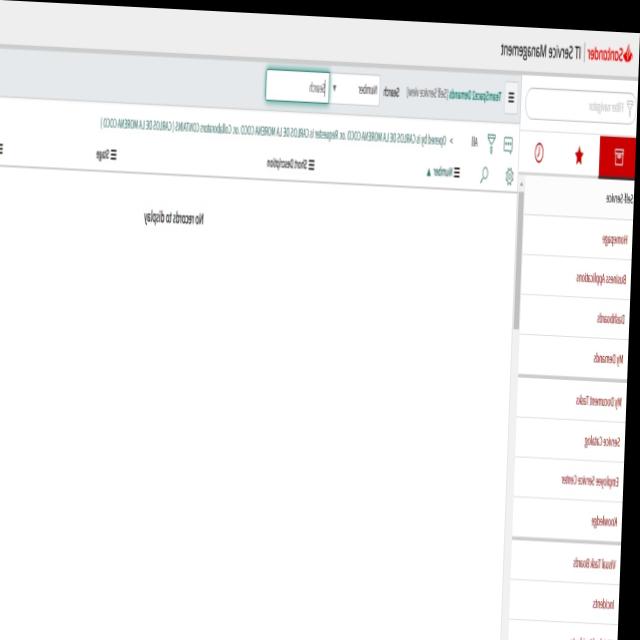 Santander | IT Service Management
Filter navigator
TeamSpace2 Demands [Self Service view]
Search
Number
Search
All > Opened by is CARLOS DE LA MORENA COCO .or. Requester is CARLOS DE LA MORENA COCO .or. Collaborators CONTAINS ( CARLOS DE LA MORENA COCO )
Number
Short Description
Stage
No records to display
Self Service
Homepage
Business Applications
Dashboards
My Demands
My Document Tasks
Service Catalog
Employee Service Center
Knowledge
Visual Task Boards
Incidents